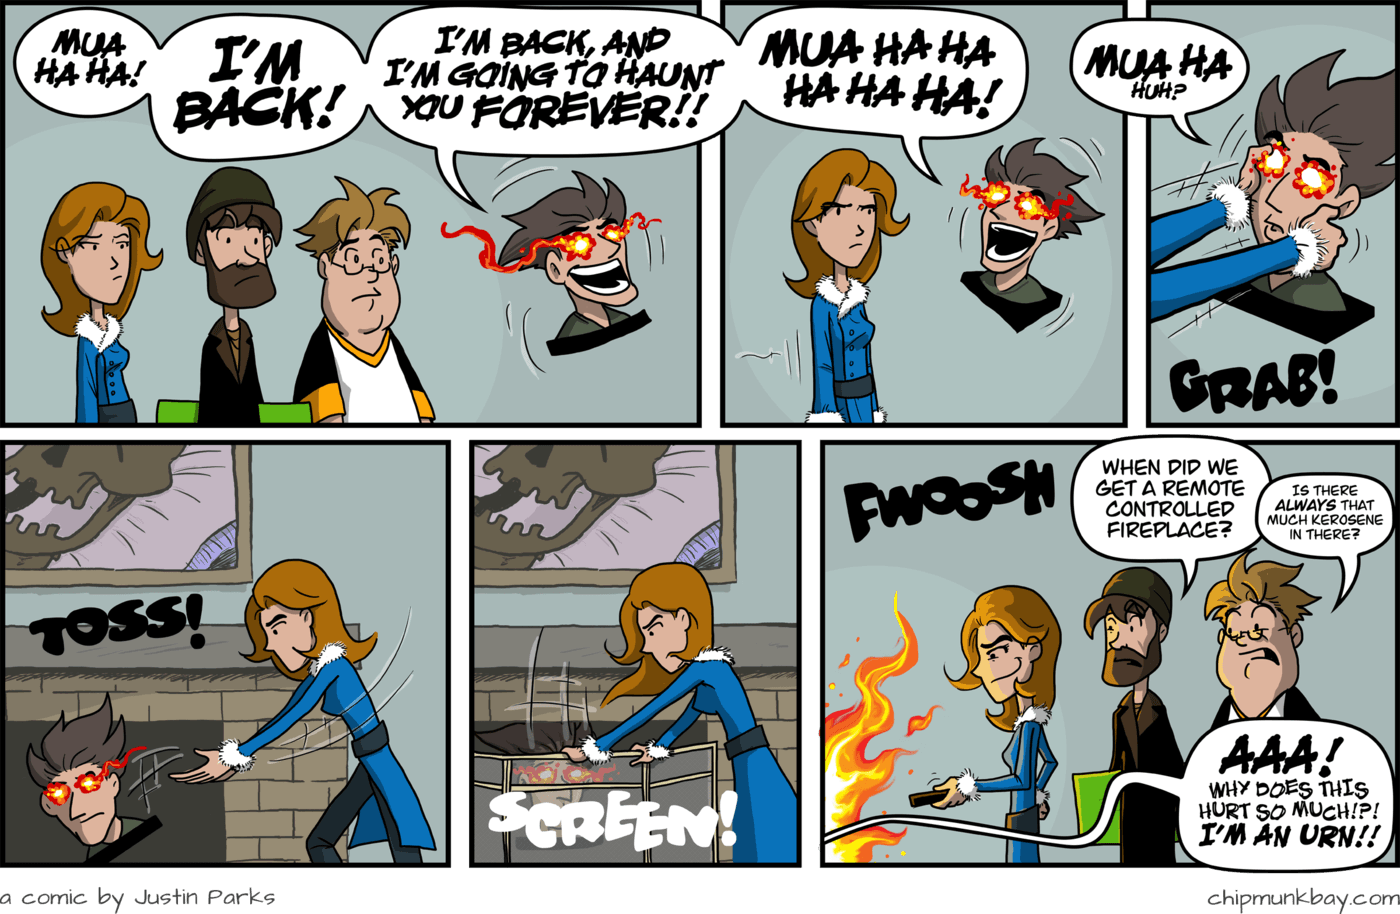 MUA
HA HA!
I'M
BACK!
I'M BACK, AND
I'M GOING TO HAUNT
YOU FOREVER!!
MUA HA HA
HA HA HA!
MUA HA
HUH?
GRAB!
TOSS!
SCREEN!
FWOOSH
WHEN DID WE
GET A REMOTE
CONTROLLED
FIREPLACE?
IS THERE
ALWAYS THAT
MUCH KEROSENE
IN THERE?
AAA!
WHY DOES THIS
HURT SO MUCH!?!
I'M AN URN!!
a comic by Justin Parks
chipmunkbay.com